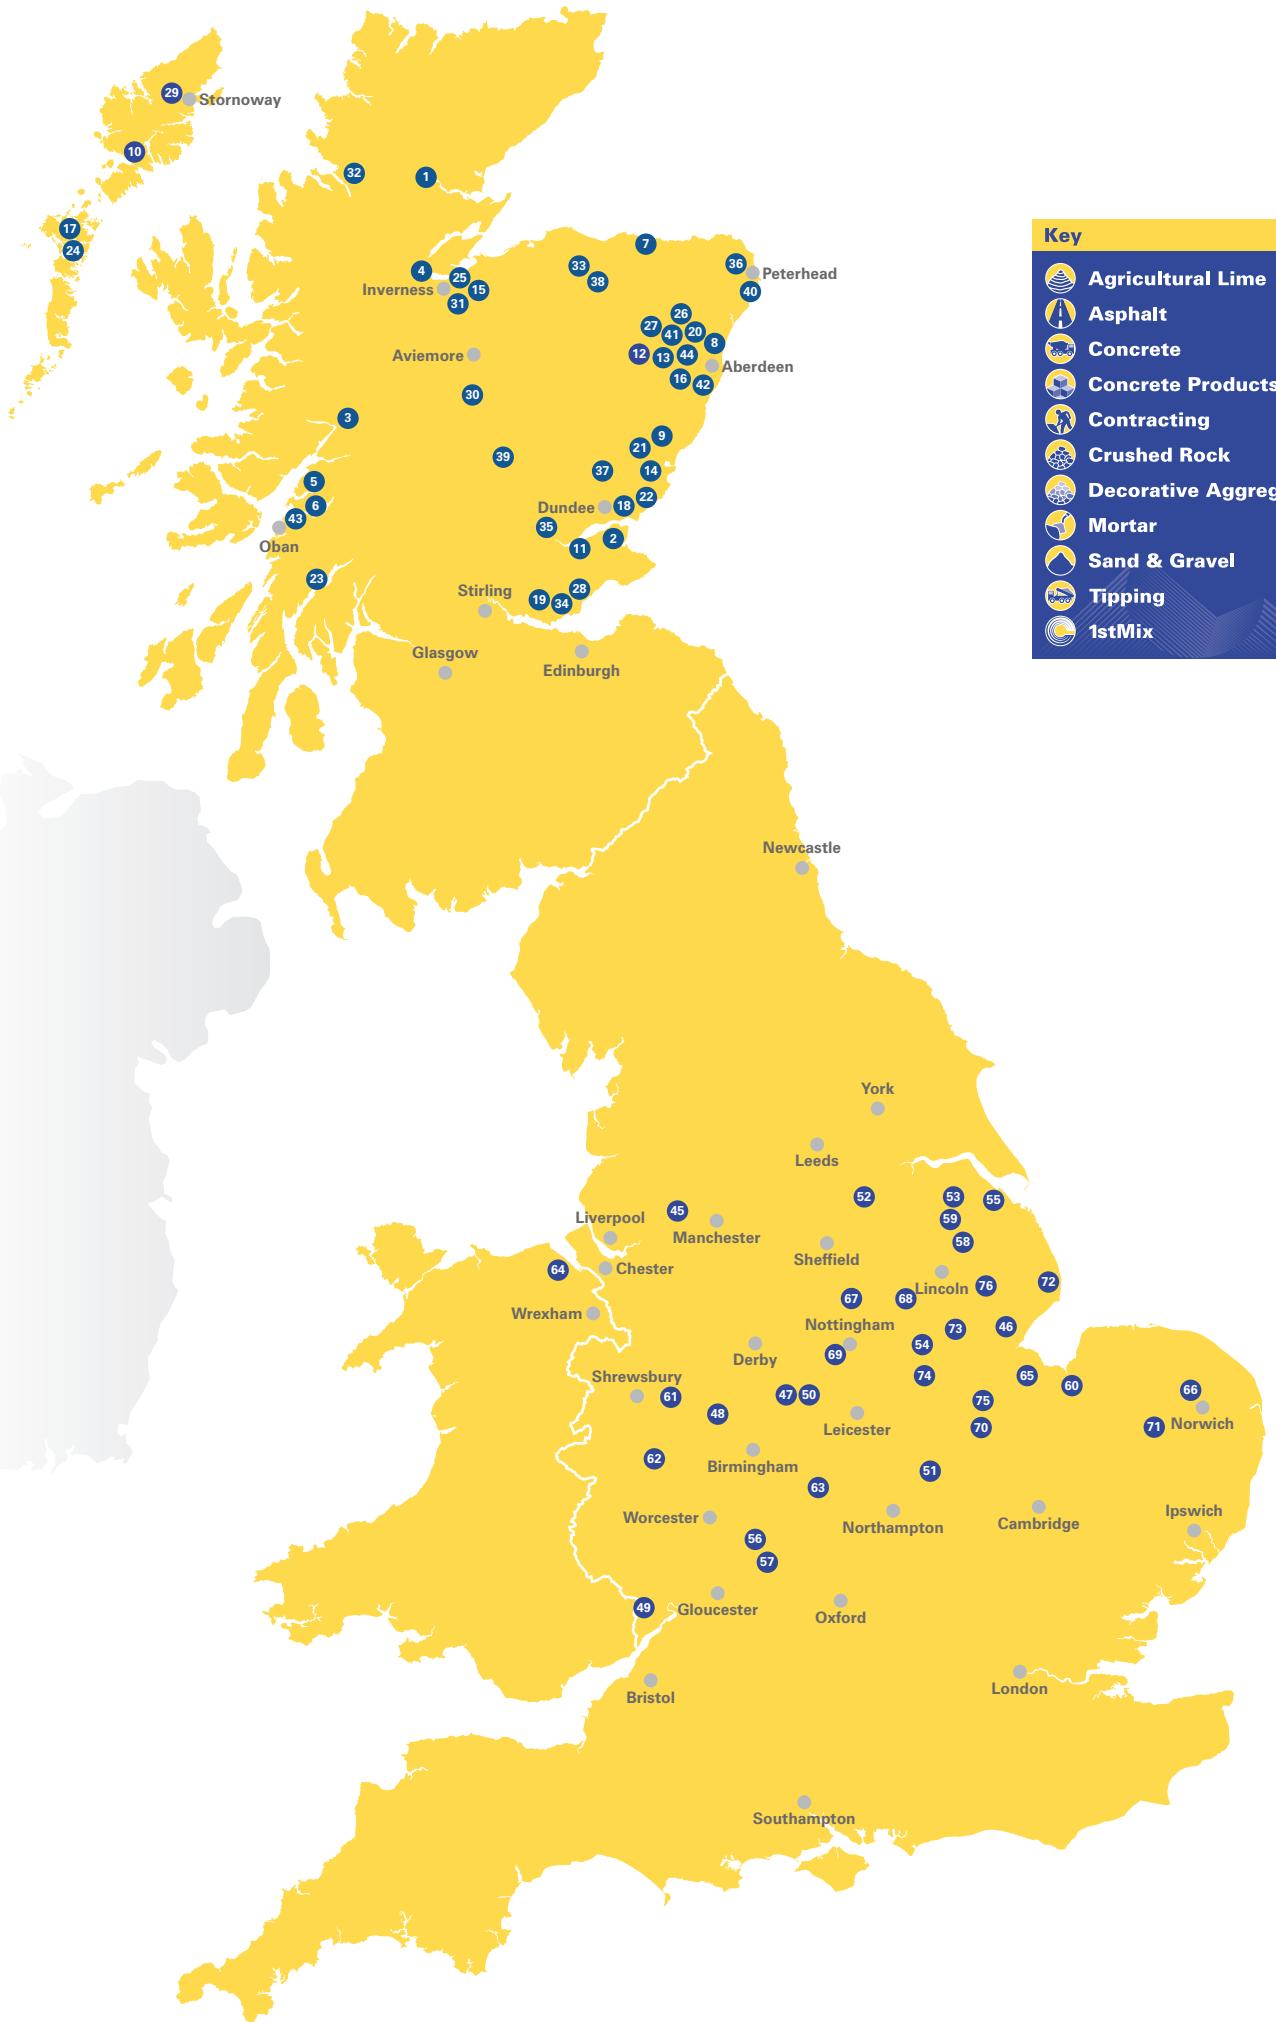 29
Stornoway
10
32
1
17
24
7
33
36
Peterhead
4
25
38
Inverness
15
40
31
26
27
20
41
8
Aviemore
12
13
44
Aberdeen
16
42
30
3
9
21
39
37
14
5
22
6
Dundee
18
43
35
2
Oban
11
23
28
Stirling
19
34
Glasgow
Edinburgh
Key
Agricultural Lime
Asphalt
Concrete
Concrete Products
Contracting
Crushed Rock
Decorative Aggreg
Mortar
Sand & Gravel
Tipping
1stMix
Newcastle
York
Leeds
52
53
55
45
Liverpool
59
Manchester
58
Sheffield
64
Chester
72
76
Lincoln
67
68
Wrexham
Nottingham
73
46
54
69
Derby
Shrewsbury
74
65
60
66
61
47
50
75
48
Norwich
Leicester
70
71
62
Birmingham
51
63
Worcester
Northampton
Cambridge
Ipswich
56
57
49
Gloucester
Oxford
London
Bristol
Southampton